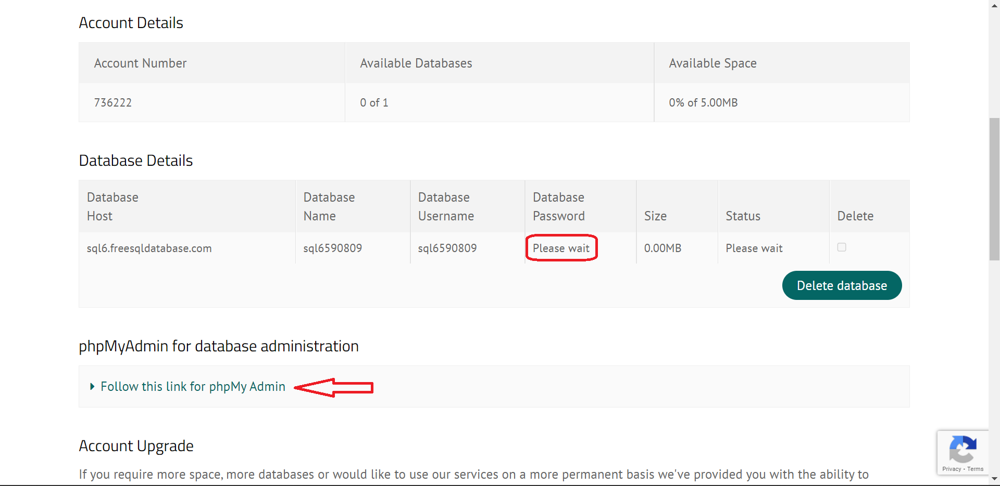 Account Details
Account Number Available Databases Available Space
736222 0 of 1 0% of 5.00MB
Database Details
Database Host Database Name Database Username Database Password Size Status Delete
sql6.freesqldatabase.com sql6590809 sql6590809 Please wait 0.00MB Please wait
Delete database
phpMyAdmin for database administration
Follow this link for phpMy Admin
Account Upgrade
If you require more space, more databases or would like to use our services on a more permanent basis we've provided you with the ability to
Privacy - Terms